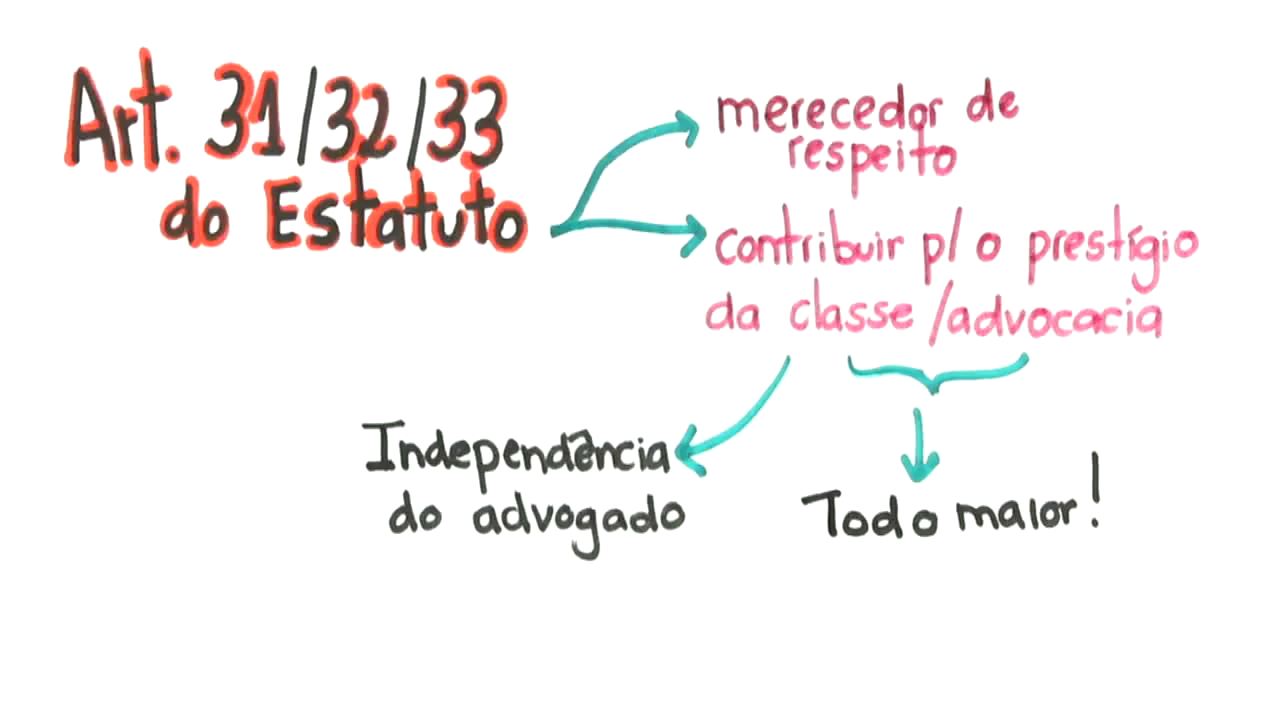 Art. 31/32/33
do Estatuto
merecedor de
respeito
contribuir p/ o prestígio
da classe/advocacia
Independência
do advogado
Todo maior!